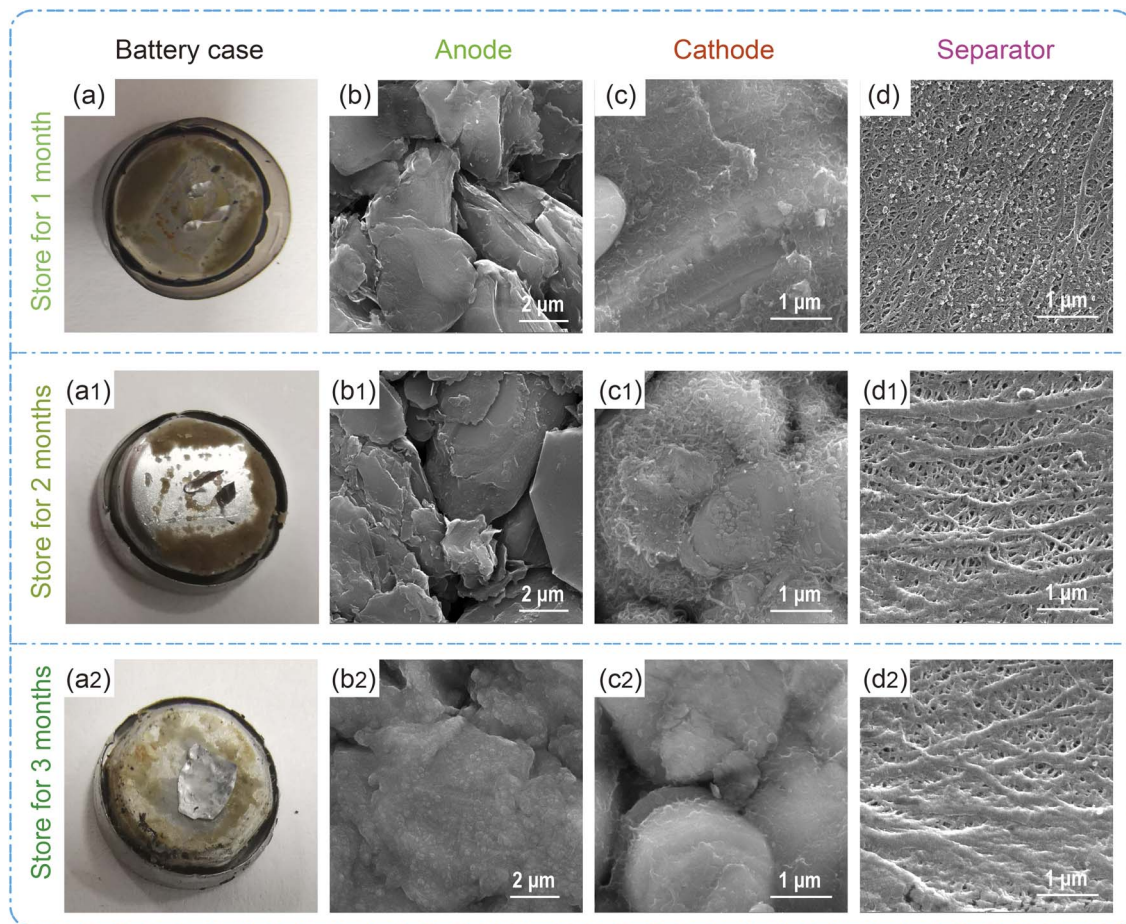 Battery case
Anode
Cathode
Separator
Store for 1 month
(a)
(b)
2 μm
(c)
1 μm
(d)
1 μm
Store for 2 months
(a1)
(b1)
2 μm
(c1)
1 μm
(d1)
1 μm
Store for 3 months
(a2)
(b2)
2 μm
(c2)
1 μm
(d2)
1 μm